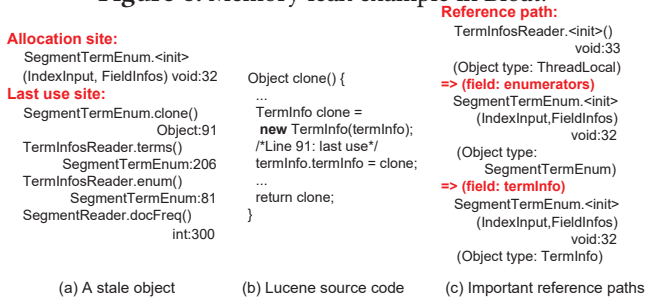 Allocation site:
SegmentTermEnum.<init>
(IndexInput, FieldInfos) void:32
Last use site:
SegmentTermEnum.clone()
Object:91
TermInfosReader.terms()
SegmentTermEnum:206
TermInfosReader.enum()
SegmentTermEnum:81
SegmentReader.docFreq()
int:300
(a) A stale object
Object clone() {
...
TermInfo clone =
new TermInfo(termInfo);
/*Line 91: last use*/
termInfo.termInfo = clone;
...
return clone;
}
(b) Lucene source code
Reference path:
TermInfosReader.<init>()
void:33
(Object type: ThreadLocal)
=> (field: enumerators)
SegmentTermEnum.<init>
(IndexInput,FieldInfos)
void:32
(Object type:
SegmentTermEnum)
=> (field: termInfo)
SegmentTermEnum.<init>
(IndexInput,FieldInfos)
void:32
(Object type: TermInfo)
(c) Important reference paths